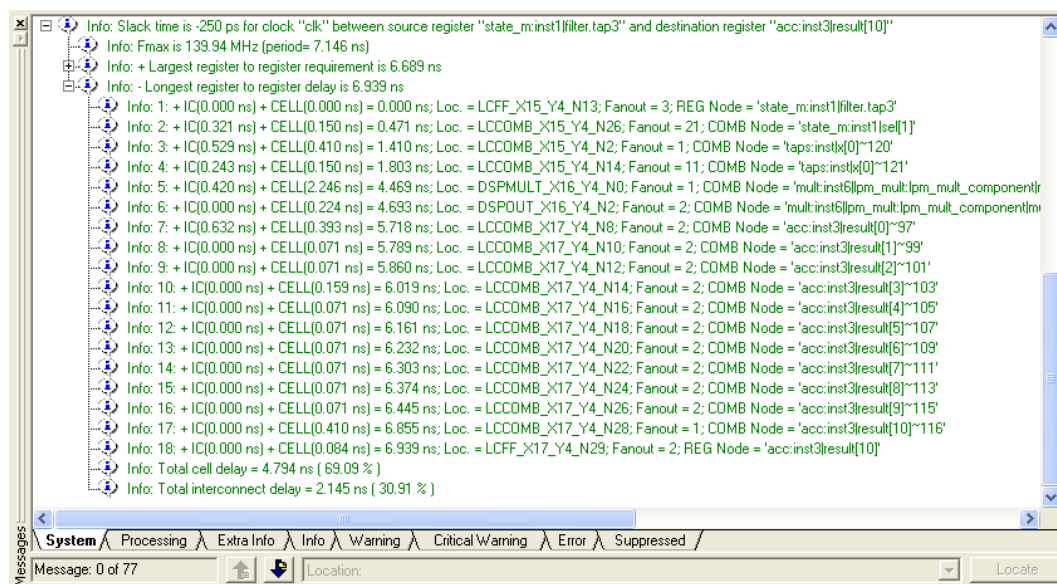 Info: Slack time is -250 ps for clock "clk" between source register "state_m:inst1|filter.tap3" and destination register "acc:inst3|result[10]"
Info: Fmax is 139.94 MHz (period= 7.146 ns)
Info: + Largest register to register requirement is 6.689 ns
Info: - Longest register to register delay is 6.939 ns
Info: 1: + IC(0.000 ns) + CELL(0.000 ns) = 0.000 ns; Loc. = LCFF_X15_Y4_N13; Fanout = 3; REG Node = 'state_m:inst1|filter.tap3'
Info: 2: + IC(0.321 ns) + CELL(0.150 ns) = 0.471 ns; Loc. = LCCOMB_X15_Y4_N26; Fanout = 21; COMB Node = 'state_m:inst1|sel[1]'
Info: 3: + IC(0.529 ns) + CELL(0.410 ns) = 1.410 ns; Loc. = LCCOMB_X15_Y4_N2; Fanout = 1; COMB Node = 'taps:inst|x[0]~120'
Info: 4: + IC(0.243 ns) + CELL(0.150 ns) = 1.803 ns; Loc. = LCCOMB_X15_Y4_N14; Fanout = 11; COMB Node = 'taps:inst|x[0]~121'
Info: 5: + IC(0.420 ns) + CELL(2.246 ns) = 4.469 ns; Loc. = DSPMULT_X16_Y4_N0; Fanout = 1; COMB Node = 'mult:inst6|lpm_mult:lpm_mult_component|
Info: 6: + IC(0.000 ns) + CELL(0.224 ns) = 4.693 ns; Loc. = DSPOUT_X16_Y4_N2; Fanout = 2; COMB Node = 'mult:inst6|lpm_mult:lpm_mult_component|m
Info: 7: + IC(0.632 ns) + CELL(0.393 ns) = 5.718 ns; Loc. = LCCOMB_X17_Y4_N8; Fanout = 2; COMB Node = 'acc:inst3|result[0]~97'
Info: 8: + IC(0.000 ns) + CELL(0.071 ns) = 5.789 ns; Loc. = LCCOMB_X17_Y4_N10; Fanout = 2; COMB Node = 'acc:inst3|result[1]~99'
Info: 9: + IC(0.000 ns) + CELL(0.071 ns) = 5.860 ns; Loc. = LCCOMB_X17_Y4_N12; Fanout = 2; COMB Node = 'acc:inst3|result[2]~101'
Info: 10: + IC(0.000 ns) + CELL(0.159 ns) = 6.019 ns; Loc. = LCCOMB_X17_Y4_N14; Fanout = 2; COMB Node = 'acc:inst3|result[3]~103'
Info: 11: + IC(0.000 ns) + CELL(0.071 ns) = 6.090 ns; Loc. = LCCOMB_X17_Y4_N16; Fanout = 2; COMB Node = 'acc:inst3|result[4]~105'
Info: 12: + IC(0.000 ns) + CELL(0.071 ns) = 6.161 ns; Loc. = LCCOMB_X17_Y4_N18; Fanout = 2; COMB Node = 'acc:inst3|result[5]~107'
Info: 13: + IC(0.000 ns) + CELL(0.071 ns) = 6.232 ns; Loc. = LCCOMB_X17_Y4_N20; Fanout = 2; COMB Node = 'acc:inst3|result[6]~109'
Info: 14: + IC(0.000 ns) + CELL(0.071 ns) = 6.303 ns; Loc. = LCCOMB_X17_Y4_N22; Fanout = 2; COMB Node = 'acc:inst3|result[7]~111'
Info: 15: + IC(0.000 ns) + CELL(0.071 ns) = 6.374 ns; Loc. = LCCOMB_X17_Y4_N24; Fanout = 2; COMB Node = 'acc:inst3|result[8]~113'
Info: 16: + IC(0.000 ns) + CELL(0.071 ns) = 6.445 ns; Loc. = LCCOMB_X17_Y4_N26; Fanout = 2; COMB Node = 'acc:inst3|result[9]~115'
Info: 17: + IC(0.000 ns) + CELL(0.410 ns) = 6.855 ns; Loc. = LCCOMB_X17_Y4_N28; Fanout = 1; COMB Node = 'acc:inst3|result[10]~116'
Info: 18: + IC(0.000 ns) + CELL(0.084 ns) = 6.939 ns; Loc. = LCFF_X17_Y4_N29; Fanout = 2; REG Node = 'acc:inst3|result[10]'
Info: Total cell delay = 4.794 ns ( 69.09 % )
Info: Total interconnect delay = 2.145 ns ( 30.91 % )
System Processing Extra Info Info Warning Critical Warning Error Suppressed
Messages
Message: 0 of 77
Location:
Locate